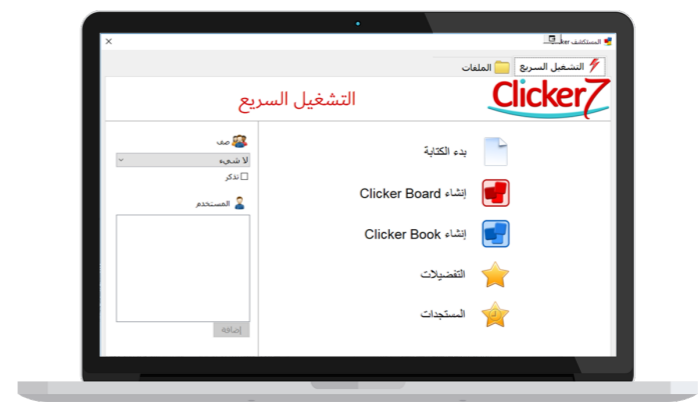 المستكشف Clicker
التشغيل السريع
الملفات
Clicker 7
التشغيل السريع
بدء الكتابة
إنشاء Clicker Board
إنشاء Clicker Book
التفضيلات
المستجدات
صف
لا شيء
تذكر
المستخدم
إضافة